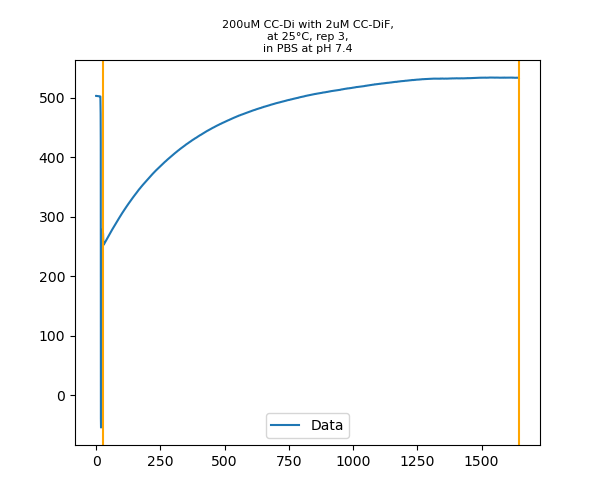 200uM CC-Di with 2uM CC-DiF,
at 25°C, rep 3,
in PBS at pH 7.4
500
400
300
200
100
0
Data
0 250 500 750 1000 1250 1500